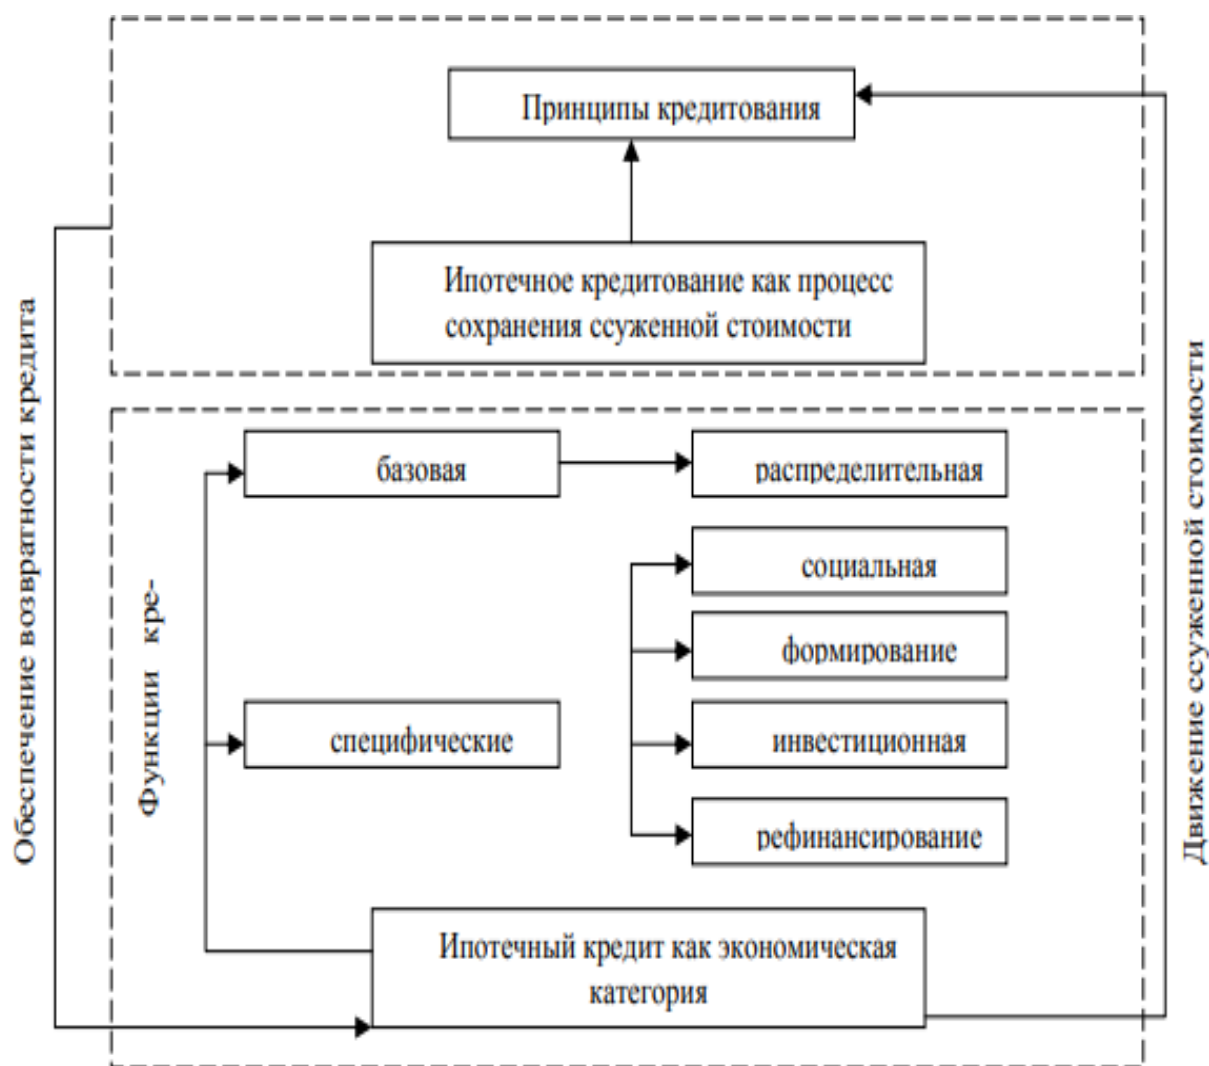 Принципы кредитования
Ипотечное кредитование как процесс
сохранения ссуженной стоимости
Обеспечение возвратности кредита
Движение ссуженной стоимости
Функции кре-
базовая
распределительная
социальная
формирование
специфические
инвестиционная
рефинансирование
Ипотечный кредит как экономическая
категория